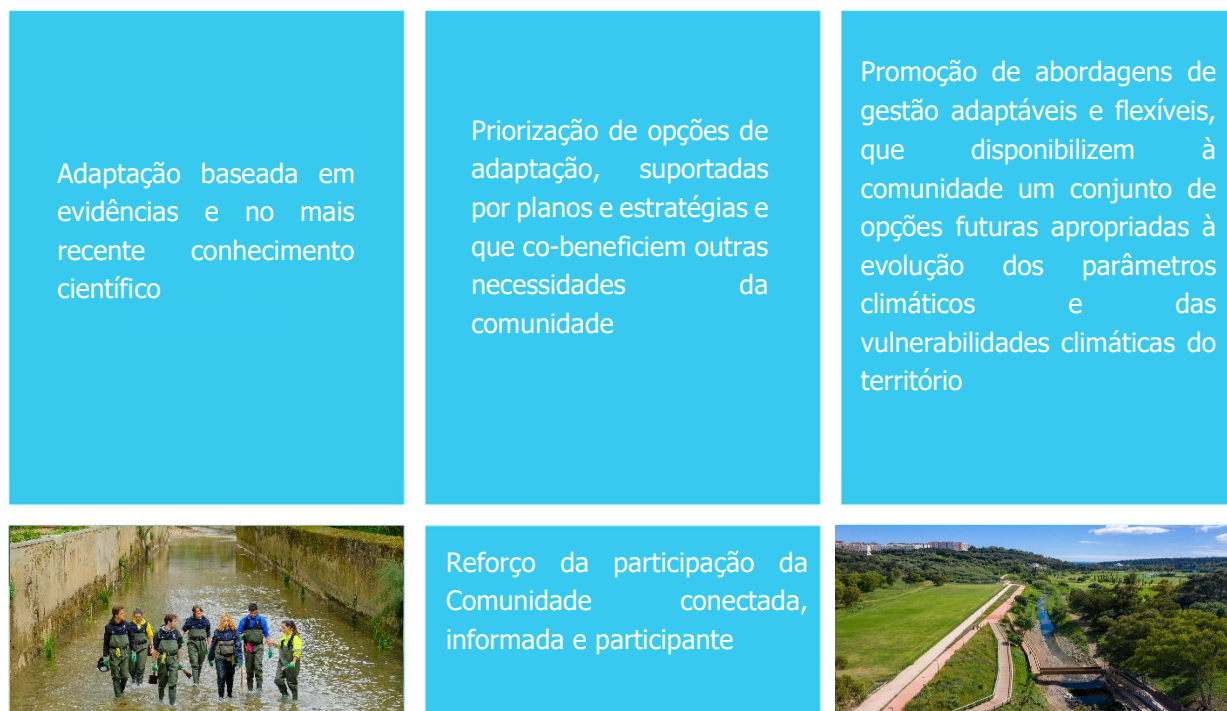 Adaptação baseada em
evidências e no mais
recente conhecimento
científico
Priorização de opções de
adaptação, suportadas
por planos e estratégias e
que co-beneficiem outras
necessidades da
comunidade
Promoção de abordagens de
gestão adaptáveis e flexíveis,
que disponibilizem à
comunidade um conjunto de
opções futuras apropriadas à
evolução dos parâmetros
climáticos e das
vulnerabilidades climáticas do
território
Reforço da participação da
Comunidade conectada,
informada e participante